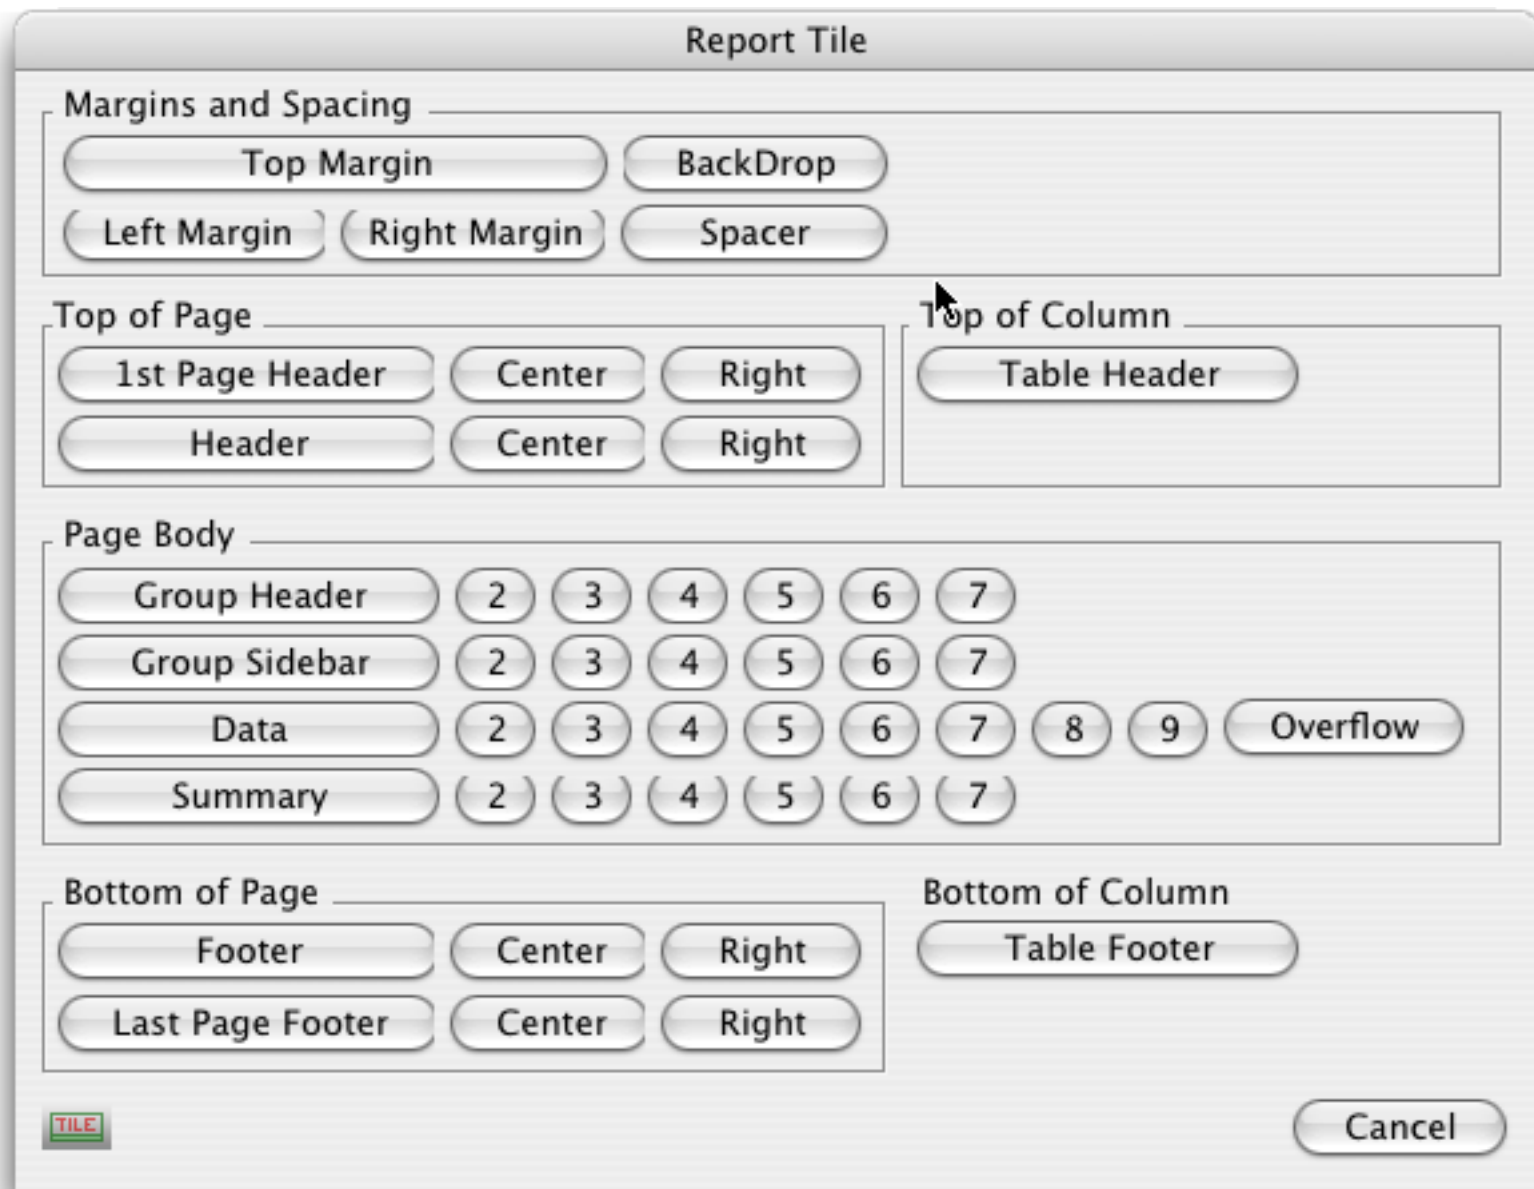 Report Tile
Margins and Spacing
Top Margin BackDrop
Left Margin Right Margin Spacer
Top of Page Top of Column
1st Page Header Center Right Table Header
Header Center Right
Page Body
Group Header 2 3 4 5 6 7
Group Sidebar 2 3 4 5 6 7
Data 2 3 4 5 6 7 8 9 Overflow
Summary 2 3 4 5 6 7
Bottom of Page Bottom of Column
Footer Center Right Table Footer
Last Page Footer Center Right
TILE Cancel